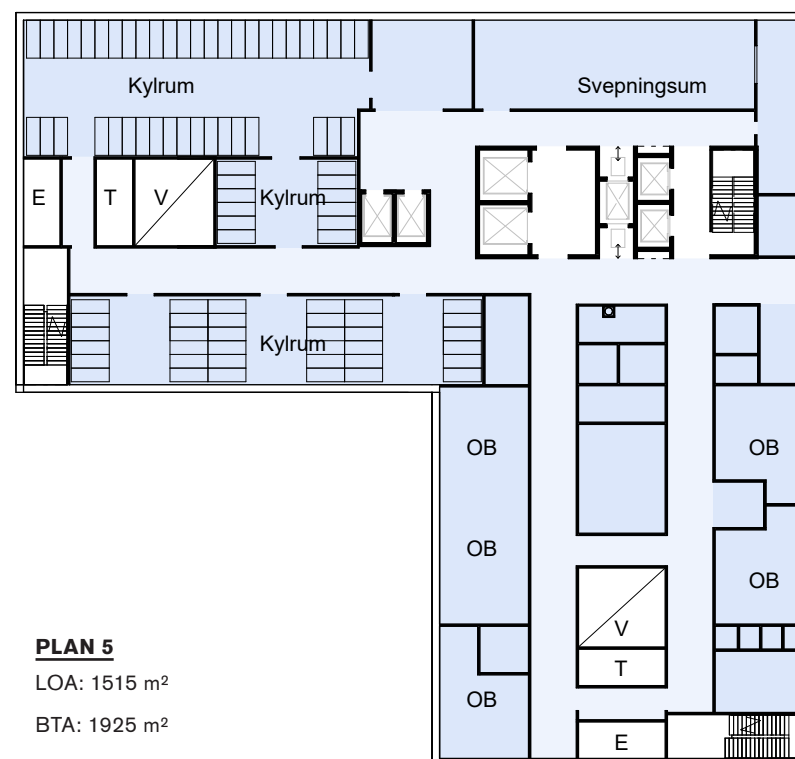 Kylrum
Svepningsum
E
T
V
Kylrum
Kylrum
OB
OB
OB
OB
V
T
OB
E
PLAN 5
LOA: 1515 m²
BTA: 1925 m²